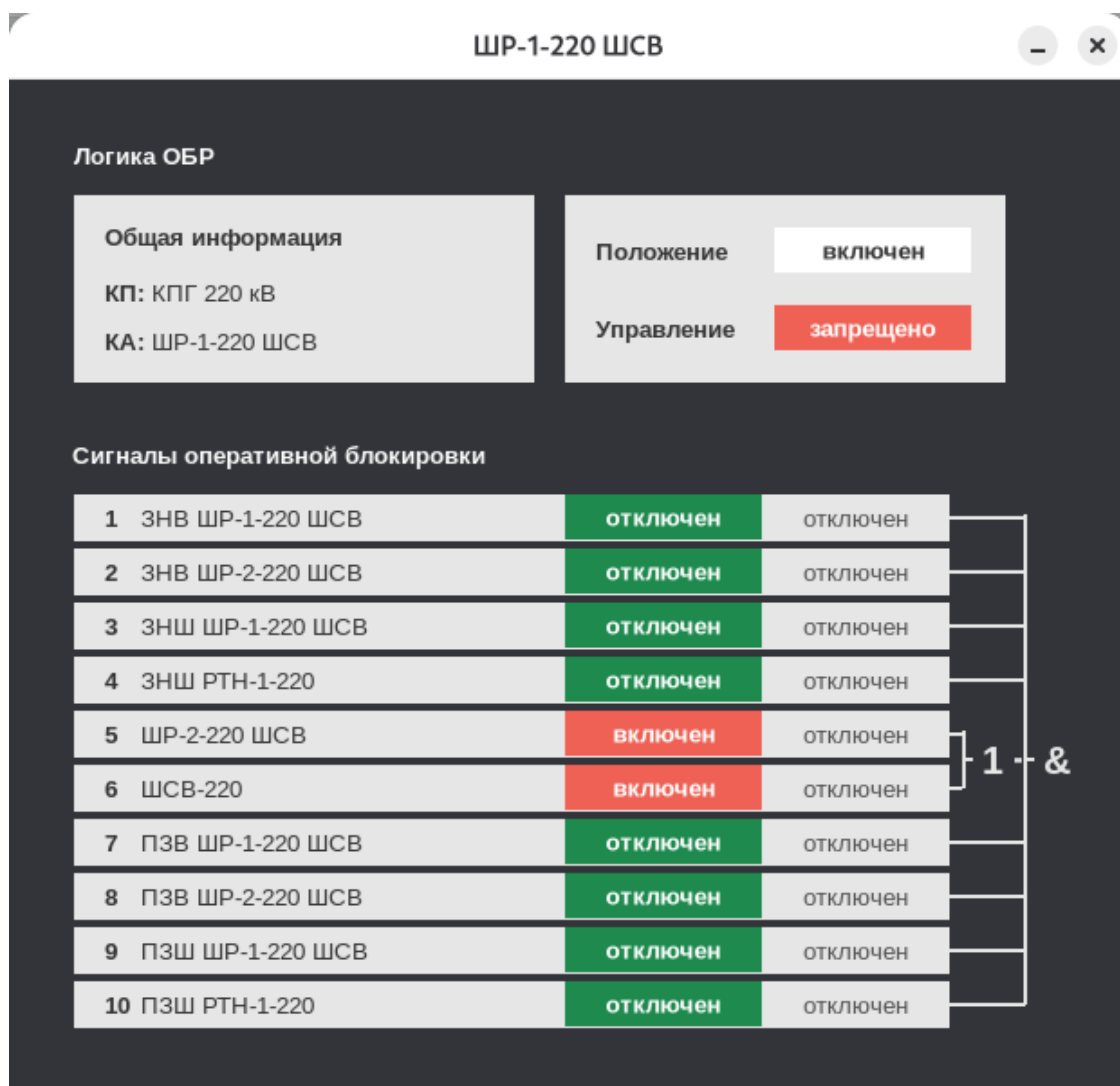 ШР-1-220 ШСВ
Логика ОБР
Общая информация
КП: КПГ 220 кВ
КА: ШР-1-220 ШСВ
Положение включен
Управление запрещено
Сигналы оперативной блокировки
1 ЗНВ ШР-1-220 ШСВ отключен отключен
2 ЗНВ ШР-2-220 ШСВ отключен отключен
3 ЗНШ ШР-1-220 ШСВ отключен отключен
4 ЗНШ РТН-1-220 отключен отключен
5 ШР-2-220 ШСВ включен отключен
6 ШСВ-220 включен отключен
1 &
7 ПЗВ ШР-1-220 ШСВ отключен отключен
8 ПЗВ ШР-2-220 ШСВ отключен отключен
9 ПЗШ ШР-1-220 ШСВ отключен отключен
10 ПЗШ РТН-1-220 отключен отключен